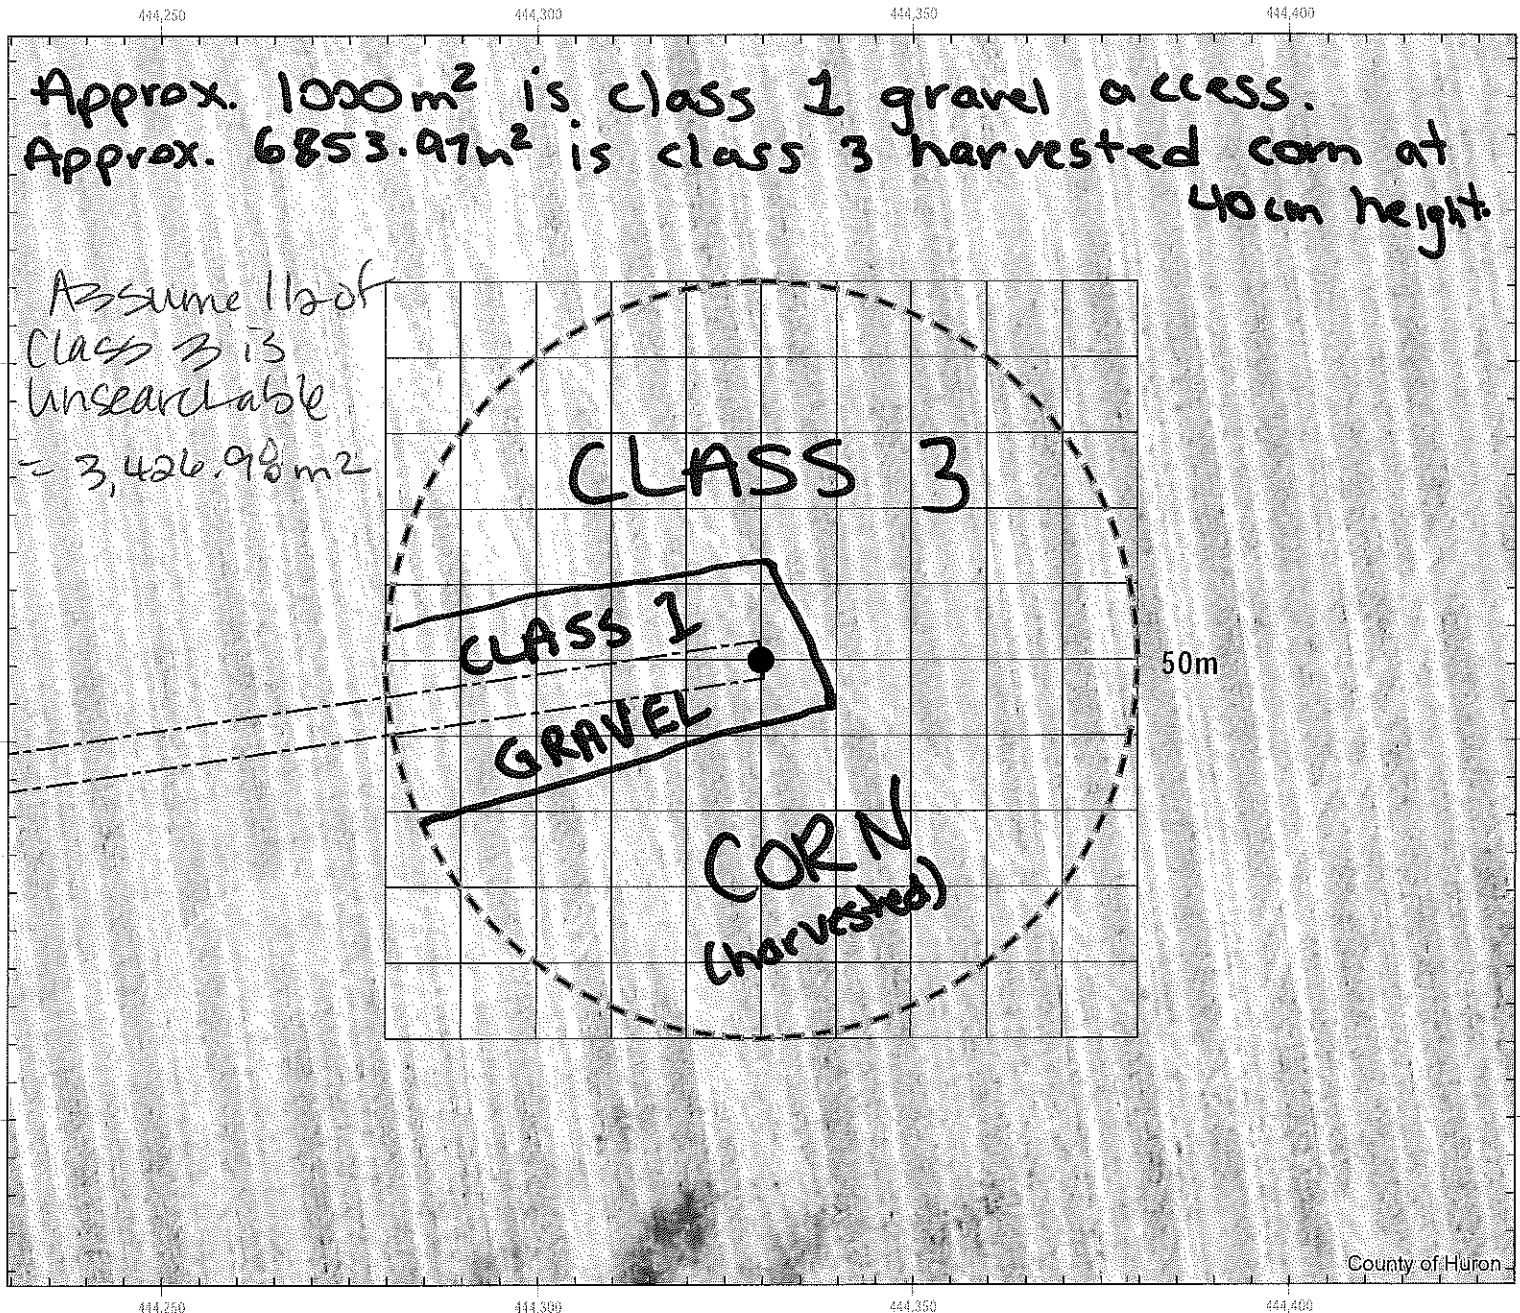 444,250 444,300 444,350 444,400
Approx. 1000m² is class 1 gravel access.
Approx. 6853.97m² is class 3 harvested corn at
40cm height.
Assume 1/2 of
Class 3 is
Unsearchable
= 3,426.98m2
CLASS 3
CLASS 1
50m
GRAVEL
CORN
(harvested)
County of Huron
444,250 444,300 444,350 444,400